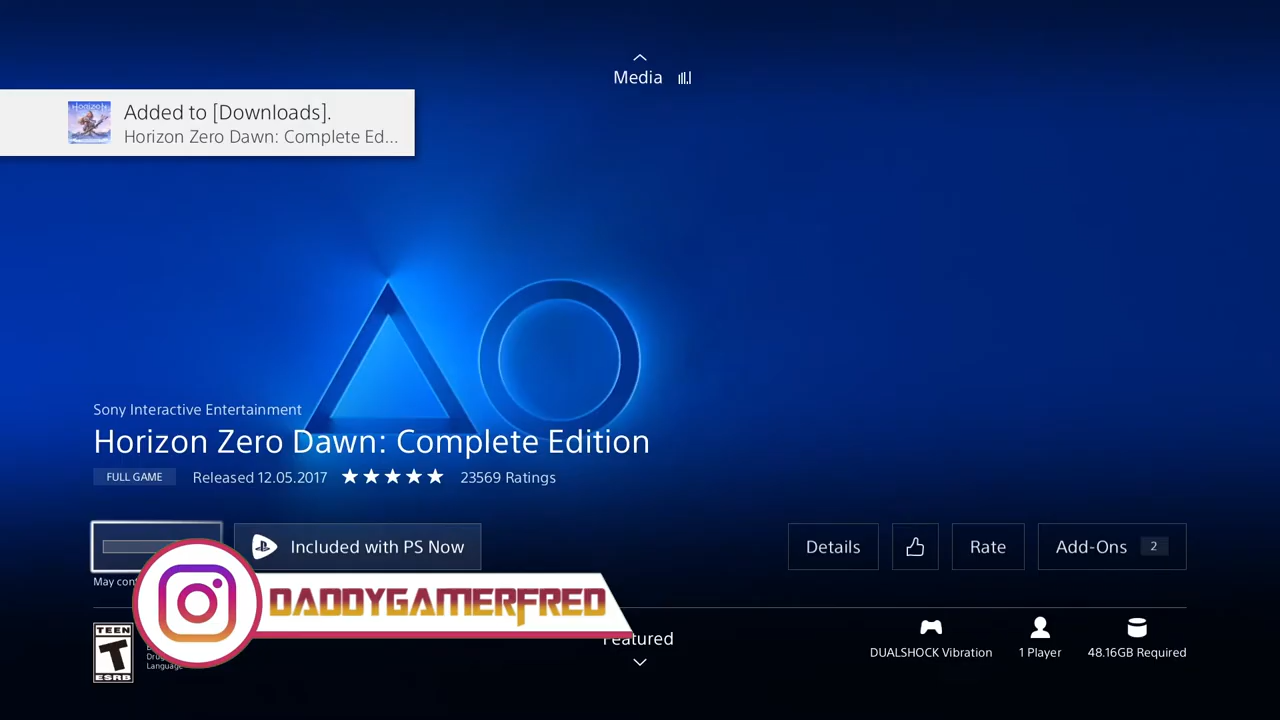 Media
Added to [Downloads].
Horizon Zero Dawn: Complete Ed...
Sony Interactive Entertainment
Horizon Zero Dawn: Complete Edition
FULL GAME Released 12.05.2017 23569 Ratings
Included with PS Now Details Rate Add-Ons 2
May
DADDYGAMERFRED
Featured
TEEN
T
ESRB
Language
DUALSHOCK Vibration 1 Player 48.16GB Required